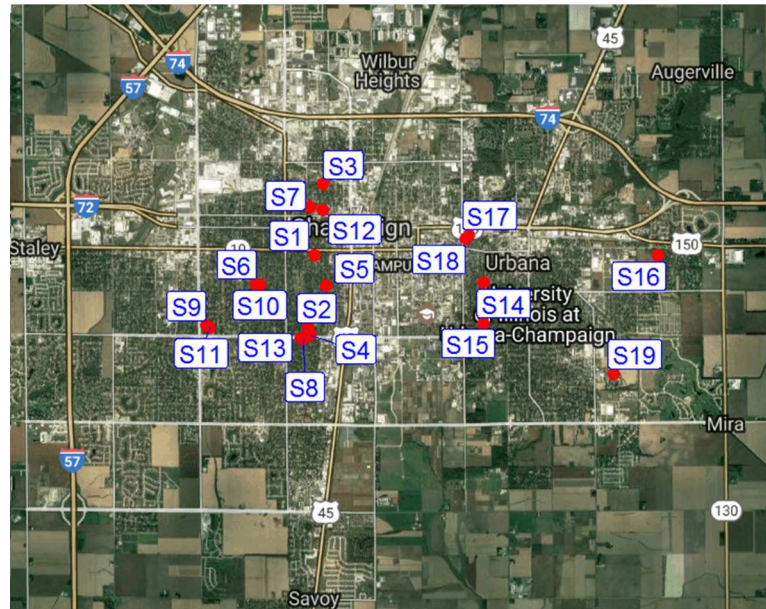 45
74
Wilbur
Heights
Augerville
57
74
S3
S7
72
S12
S17
Staley
S1
S18
150
S6
S5
Urbana
S16
S10
S2
S14
University
S9
S11
S13
S4
S15
S8
S19
Mira
57
45
130
Savoy